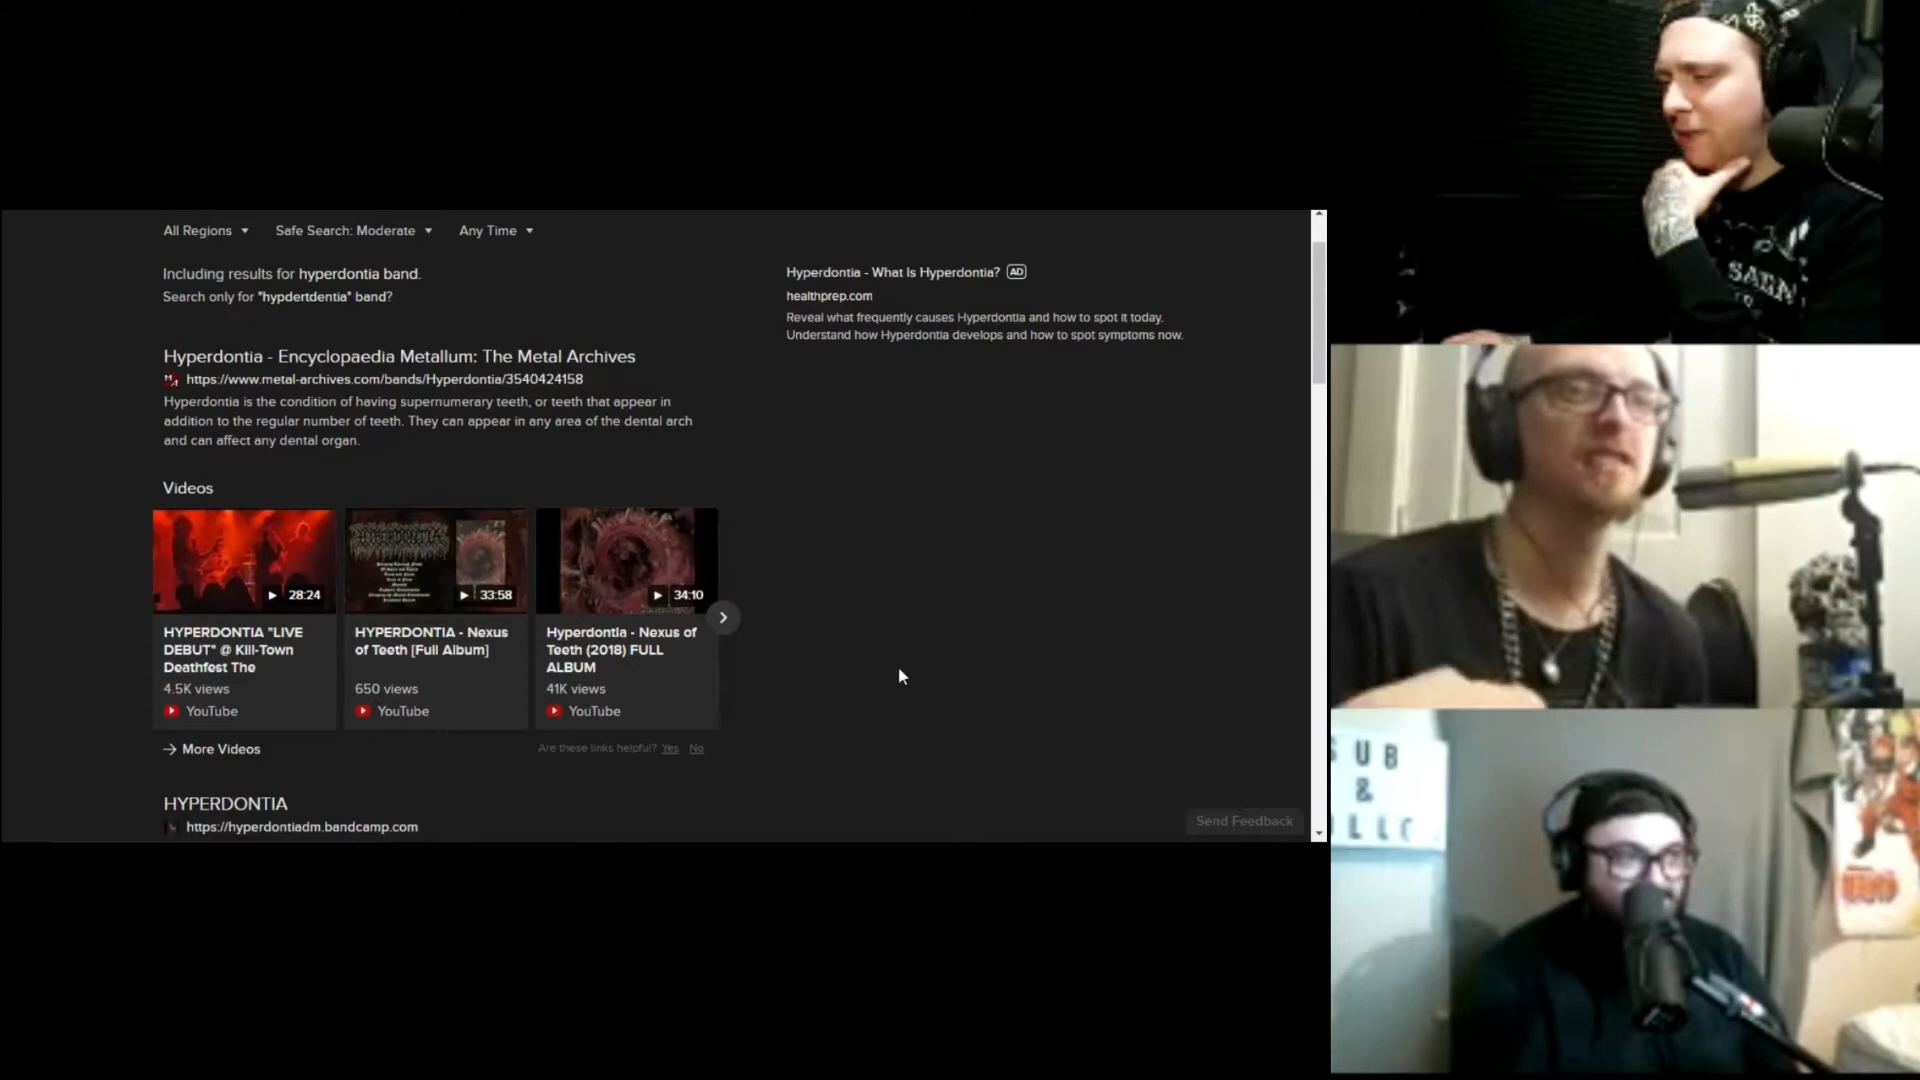 All Regions
Safe Search: Moderate
Any Time
Including results for hyperdontia band.
Search only for "hypdertdentia" band?
Hyperdontia - Encyclopaedia Metallum: The Metal Archives
https://www.metal-archives.com/bands/Hyperdontia/3540424158
Hyperdontia is the condition of having supernumerary teeth, or teeth that appear in
addition to the regular number of teeth. They can appear in any area of the dental arch
and can affect any dental organ.
Videos
28:24
HYPERDONTIA "LIVE
DEBUT" @ Kill-Town
Deathfest The
4.5K views
YouTube
HYPERDONTIA
33:58
HYPERDONTIA - Nexus
of Teeth [Full Album]
650 views
YouTube
34:10
Hyperdontia - Nexus of
Teeth (2018) FULL
ALBUM
41K views
YouTube
More Videos
Are these links helpful? Yes No
HYPERDONTIA
https://hyperdontiadm.bandcamp.com
Hyperdontia - What Is Hyperdontia? AD
healthprep.com
Reveal what frequently causes Hyperdontia and how to spot it today.
Understand how Hyperdontia develops and how to spot symptoms now.
Send Feedback
SUB
&